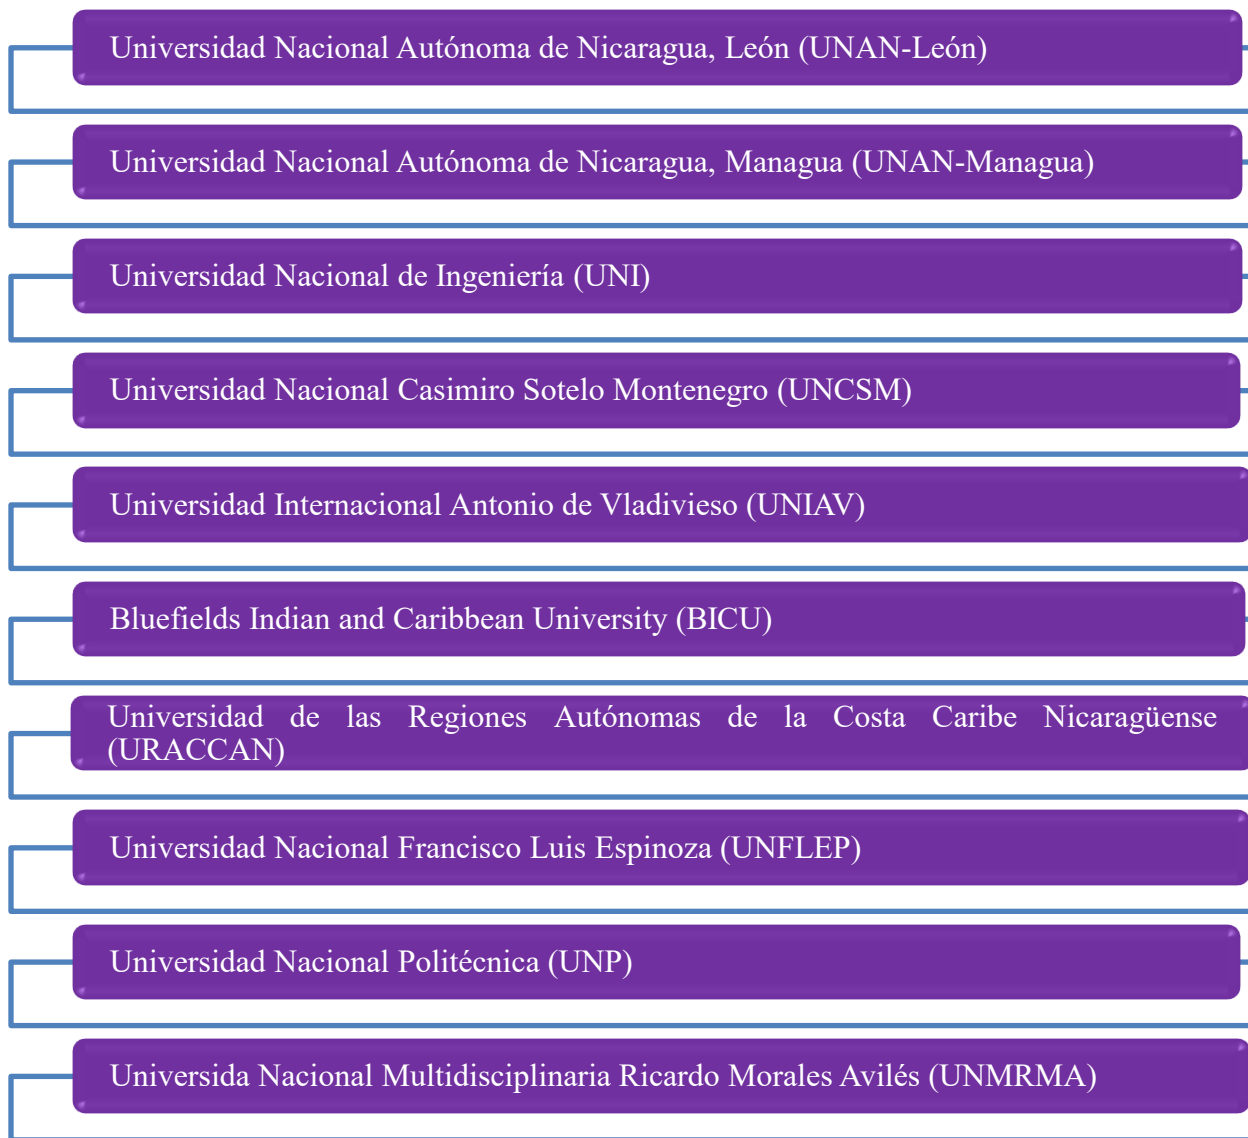 Universidad Nacional Autónoma de Nicaragua, León (UNAN-León)
Universidad Nacional Autónoma de Nicaragua, Managua (UNAN-Managua)
Universidad Nacional de Ingeniería (UNI)
Universidad Nacional Casimiro Sotelo Montenegro (UNCSM)
Universidad Internacional Antonio de Vladivieso (UNIAV)
Bluefields Indian and Caribbean University (BICU)
Universidad de las Regiones Autónomas de la Costa Caribe Nicaragüense
(URACCAN)
Universidad Nacional Francisco Luis Espinoza (UNFLEP)
Universidad Nacional Politécnica (UNP)
Universida Nacional Multidisciplinaria Ricardo Morales Avilés (UNMRMA)